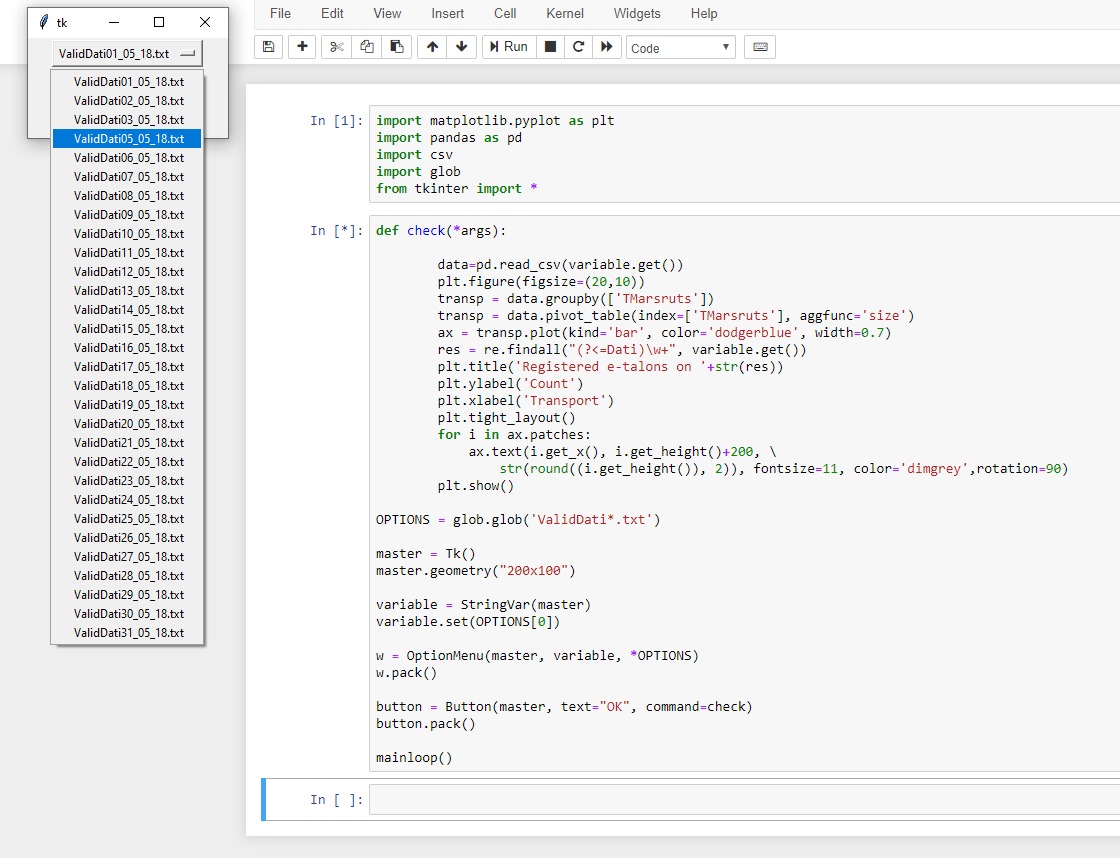 tk
ValidDati01_05_18.txt
ValidDati01_05_18.txt
ValidDati02_05_18.txt
ValidDati03_05_18.txt
ValidDati05_05_18.txt
ValidDati06_05_18.txt
ValidDati07_05_18.txt
ValidDati08_05_18.txt
ValidDati09_05_18.txt
ValidDati10_05_18.txt
ValidDati11_05_18.txt
ValidDati12_05_18.txt
ValidDati13_05_18.txt
ValidDati14_05_18.txt
ValidDati15_05_18.txt
ValidDati16_05_18.txt
ValidDati17_05_18.txt
ValidDati18_05_18.txt
ValidDati19_05_18.txt
ValidDati20_05_18.txt
ValidDati21_05_18.txt
ValidDati22_05_18.txt
ValidDati23_05_18.txt
ValidDati24_05_18.txt
ValidDati25_05_18.txt
ValidDati26_05_18.txt
ValidDati27_05_18.txt
ValidDati28_05_18.txt
ValidDati29_05_18.txt
ValidDati30_05_18.txt
ValidDati31_05_18.txt
File Edit View Insert Cell Kernel Widgets Help
Run Code
In [1]: import matplotlib.pyplot as plt
import pandas as pd
import csv
import glob
from tkinter import *
In [*]: def check(*args):
data=pd.read_csv(variable.get())
plt.figure(figsize=(20,10))
transp = data.groupby(['TMarsruts'])
transp = data.pivot_table(index=['TMarsruts'], aggfunc='size')
ax = transp.plot(kind='bar', color='dodgerblue', width=0.7)
res = re.findall("(?<=Dati)\w+", variable.get())
plt.title('Registered e-talons on '+str(res))
plt.ylabel('Count')
plt.xlabel('Transport')
plt.tight_layout()
for i in ax.patches:
ax.text(i.get_x(), i.get_height()+200, \
str(round((i.get_height()), 2)), fontsize=11, color='dimgrey',rotation=90)
plt.show()
OPTIONS = glob.glob('ValidDati*.txt')
master = Tk()
master.geometry("200x100")
variable = StringVar(master)
variable.set(OPTIONS[0])
w = OptionMenu(master, variable, *OPTIONS)
w.pack()
button = Button(master, text="OK", command=check)
button.pack()
mainloop()
In [ ]: